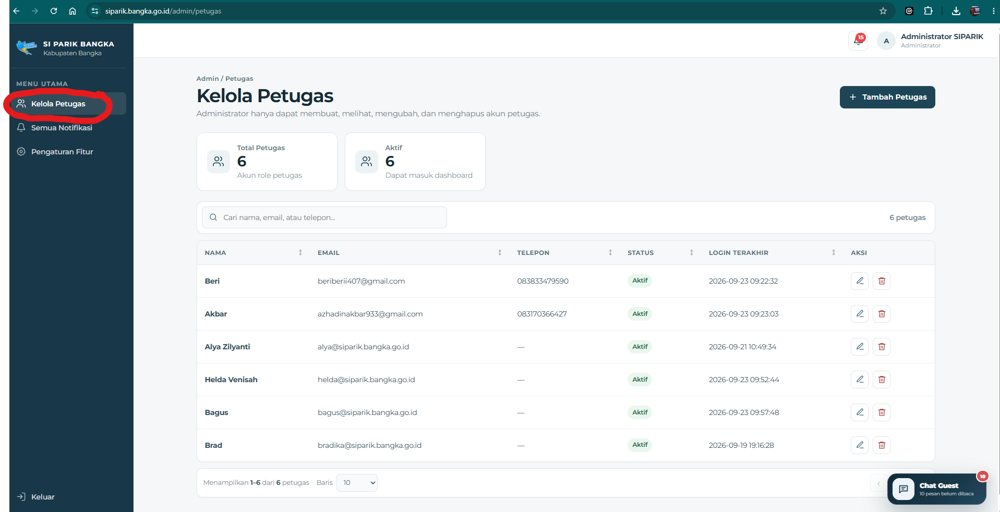 siparik.bangka.go.id/admin/petugas
SI PARIK BANGKA
Kabupaten Bangka
15
A
Administrator SIPARIK
Administrator
MENU UTAMA
Kelola Petugas
Semua Notifikasi
Pengaturan Fitur
Keluar
Admin / Petugas
Kelola Petugas
Administrator hanya dapat membuat, melihat, mengubah, dan menghapus akun petugas.
+ Tambah Petugas
Total Petugas
6
Akun role petugas
Aktif
6
Dapat masuk dashboard
Cari nama, email, atau telepon...
6 petugas
NAMA EMAIL TELEPON STATUS LOGIN TERAKHIR AKSI
Beri beriberii407@gmail.com 083833479590 Aktif 2026-09-23 09:22:32
Akbar azhadinakbar933@gmail.com 083170366427 Aktif 2026-09-23 09:23:03
Alya Zilyanti alya@siparik.bangka.go.id — Aktif 2026-09-21 10:49:34
Helda Venisah helda@siparik.bangka.go.id — Aktif 2026-09-23 09:52:44
Bagus bagus@siparik.bangka.go.id — Aktif 2026-09-23 09:57:48
Brad bradika@siparik.bangka.go.id — Aktif 2026-09-19 19:16:28
Menampilkan 1–6 dari 6 petugas Baris 10
10
Chat Guest
10 pesan belum dibaca